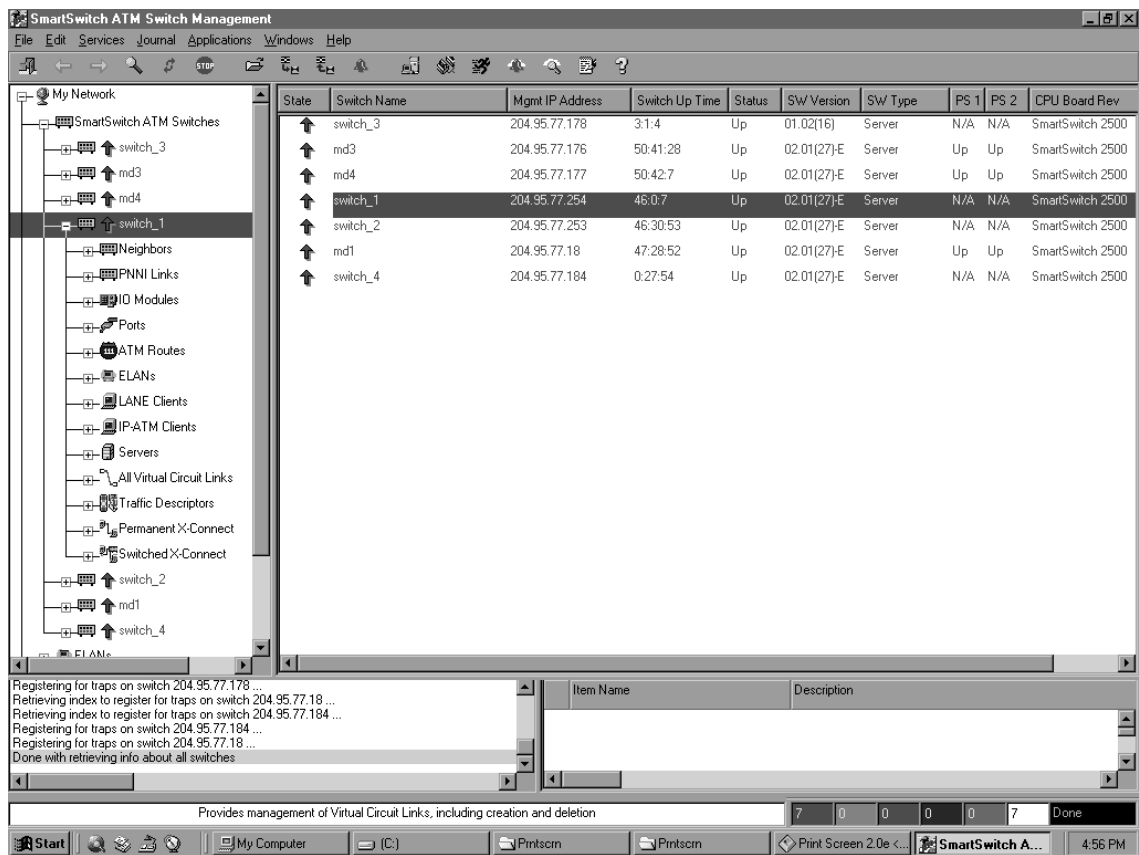 SmartSwitch ATM Switch Management
File Edit Services Journal Applications Windows Help
STOP
My Network
SmartSwitch ATM Switches
switch_3
md3
md4
switch_1
Neighbors
PNNI Links
IO Modules
Ports
ATM Routes
ELANs
LANE Clients
IP-ATM Clients
Servers
All Virtual Circuit Links
Traffic Descriptors
Permanent X-Connect
Switched X-Connect
switch_2
md1
switch_4
ELANs
State Switch Name Mgmt IP Address Switch Up Time Status SW Version SW Type PS 1 PS 2 CPU Board Rev
switch_3 204.95.77.178 3:1:4 Up 01.02(16) Server N/A N/A SmartSwitch 2500
md3 204.95.77.176 50:41:28 Up 02.01(27)-E Server Up Up SmartSwitch 2500
md4 204.95.77.177 50:42:7 Up 02.01(27)-E Server Up Up SmartSwitch 2500
switch_1 204.95.77.254 46:0:7 Up 02.01(27)-E Server N/A N/A SmartSwitch 2500
switch_2 204.95.77.253 46:30:53 Up 02.01(27)-E Server N/A N/A SmartSwitch 2500
md1 204.95.77.18 47:28:52 Up 02.01(27)-E Server Up Up SmartSwitch 2500
switch_4 204.95.77.184 0:27:54 Up 02.01(27)-E Server N/A N/A SmartSwitch 2500
Registering for traps on switch 204.95.77.178 ...
Retrieving index to register for traps on switch 204.95.77.18 ...
Retrieving index to register for traps on switch 204.95.77.184 ...
Registering for traps on switch 204.95.77.184 ...
Registering for traps on switch 204.95.77.18 ...
Done with retrieving info about all switches
Item Name Description
Provides management of Virtual Circuit Links, including creation and deletion
7 0 0 0 0 7 Done
Start My Computer (C:) Prntscrn Prntscrn Print Screen 2.0e <... SmartSwitch A... 4:56 PM